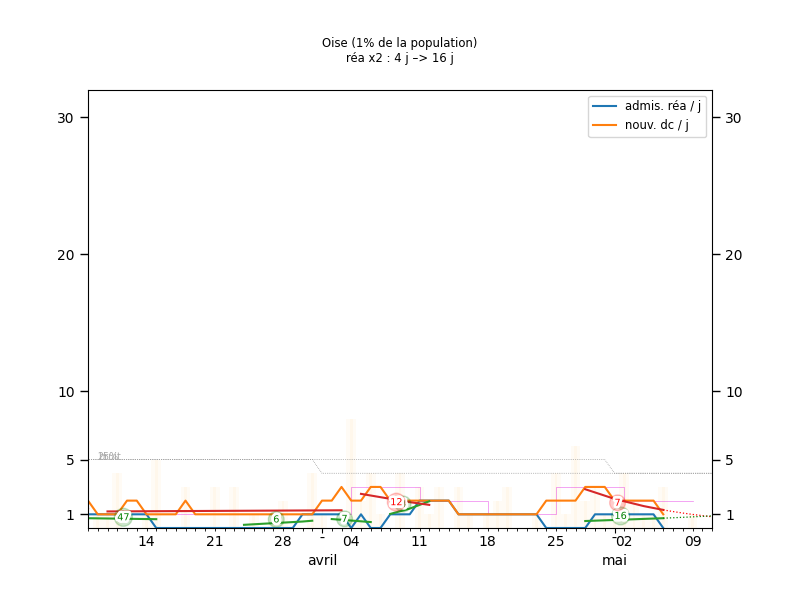 Oise (1% de la population)
réa x2 : 4 j –> 16 j
admis. réa / j
nouv. dc / j
30 30
20 20
10 10
5 5
1 1
47 6 7 12j 7 16
14 21 28 04 11 18 25 02 09
avril mai